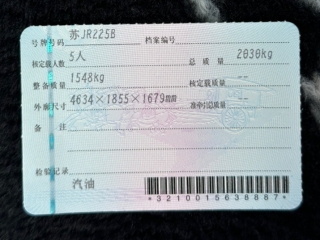 号牌号码 苏JR225B 档案编号
核定载人数 5人 总质量 2030kg
整备质量 1548kg 核定载质量 --
外廓尺寸 4634×1855×1679mm 准牵引总质量 --
备注
检验记录
汽油
*3210015638887*